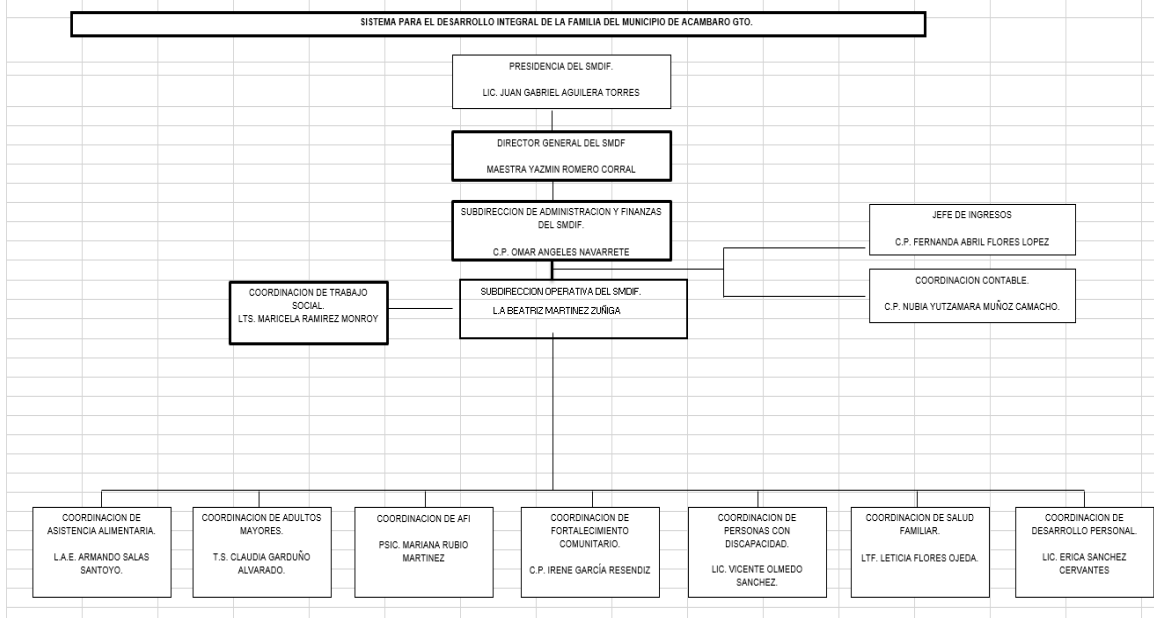 SISTEMA PARA EL DESARROLLO INTEGRAL DE LA FAMILIA DEL MUNICIPIO DE ACAMBARO GTO.
PRESIDENCIA DEL SMDIF.
LIC. JUAN GABRIEL AGUILERA TORRES
DIRECTOR GENERAL DEL SMDF
MAESTRA YAZMIN ROMERO CORRAL
SUBDIRECCION DE ADMINISTRACION Y FINANZAS
DEL SMDIF.
C.P. OMAR ANGELES NAVARRETE
JEFE DE INGRESOS
C.P. FERNANDA ABRIL FLORES LOPEZ
COORDINACION CONTABLE.
C.P. NUBIA YUTZAMARA MUÑOZ CAMACHO.
COORDINACION DE TRABAJO
SOCIAL.
LTS. MARICELA RAMIREZ MONROY
SUBDIRECCION OPERATIVA DEL SMDIF.
L.A BEATRIZ MARTINEZ ZUÑIGA
COORDINACION DE
ASISTENCIA ALIMENTARIA.
L.A.E. ARMANDO SALAS
SANTOYO.
COORDINACION DE ADULTOS
MAYORES.
T.S. CLAUDIA GARDUÑO
ALVARADO.
COORDINACION DE AFI
PSIC. MARIANA RUBIO
MARTINEZ
COORDINACION DE
FORTALECIMIENTO
COMUNITARIO.
C.P. IRENE GARCÍA RESENDIZ
COORDINACION DE
PERSONAS CON
DISCAPACIDAD.
LIC. VICENTE OLMEDO
SANCHEZ.
COORDINACION DE SALUD
FAMILIAR.
LTF. LETICIA FLORES OJEDA.
COORDINACION DE
DESARROLLO PERSONAL.
LIC. ERICA SANCHEZ
CERVANTES